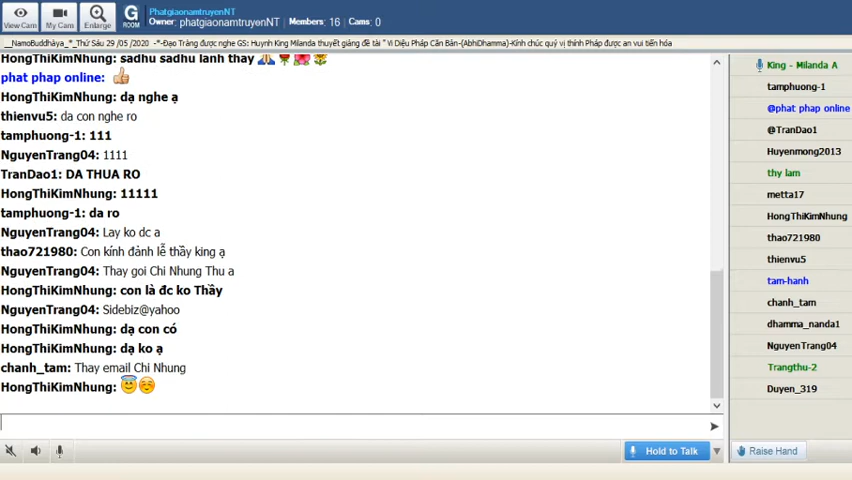 View Cam
My Cam
Enlarge
G
ROOM
PhatgiaonamtruyenNT
Owner: phatgiaonamtruyenNT Members: 16 Cams: 0
__NamoBuddhàya_*_Thứ Sáu 29 /05 /2020 -*-Đạo Tràng được nghe GS: Huỳnh King Milanda thuyết giảng đề tài " Vi Diệu Pháp Căn Bản-(AbhiDhamma)-Kính chúc quý vị thính Pháp được an vui tiến hóa
HongThiKimNhung: sadhu sadhu lanh thay
phat phap online:
HongThiKimNhung: dạ nghe ạ
thienvu5: da con nghe ro
tamphuong-1: 111
NguyenTrang04: 1111
TranDao1: DA THUA RO
HongThiKimNhung: 11111
tamphuong-1: da ro
NguyenTrang04: Lay ko dc a
thao721980: Con kính đảnh lễ thầy king ạ
NguyenTrang04: Thay goi Chi Nhung Thu a
HongThiKimNhung: con là đc ko Thầy
NguyenTrang04: Sidebiz@yahoo
HongThiKimNhung: dạ con có
HongThiKimNhung: dạ ko ạ
chanh_tam: Thay email Chi Nhung
HongThiKimNhung:
King - Milanda A
tamphuong-1
@phat phap online
@TranDao1
Huyenmong2013
thy lam
metta17
HongThiKimNhung
thao721980
thienvu5
tam-hanh
chanh_tam
dhamma_nanda1
NguyenTrang04
Trangthu-2
Duyen_319
Hold to Talk
Raise Hand